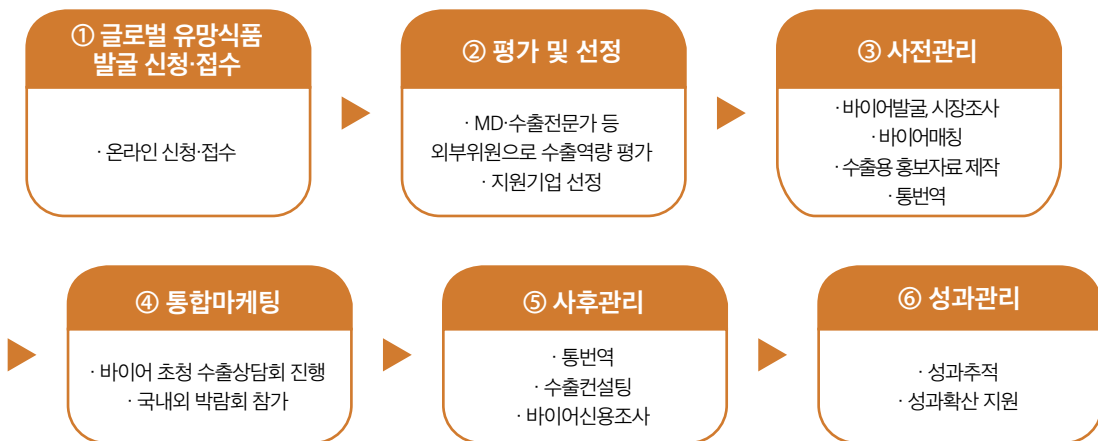 ① 글로벌 유망식품
발굴 신청·접수
· 온라인 신청·접수
② 평가 및 선정
· MD·수출전문가 등
외부위원으로 수출역량 평가
· 지원기업 선정
③ 사전관리
· 바이어발굴, 시장조사
· 바이어매칭
· 수출용 홍보자료 제작
· 통번역
④ 통합마케팅
· 바이어 초청 수출상담회 진행
· 국내외 박람회 참가
⑤ 사후관리
· 통번역
· 수출컨설팅
· 바이어신용조사
⑥ 성과관리
· 성과추적
· 성과확산 지원